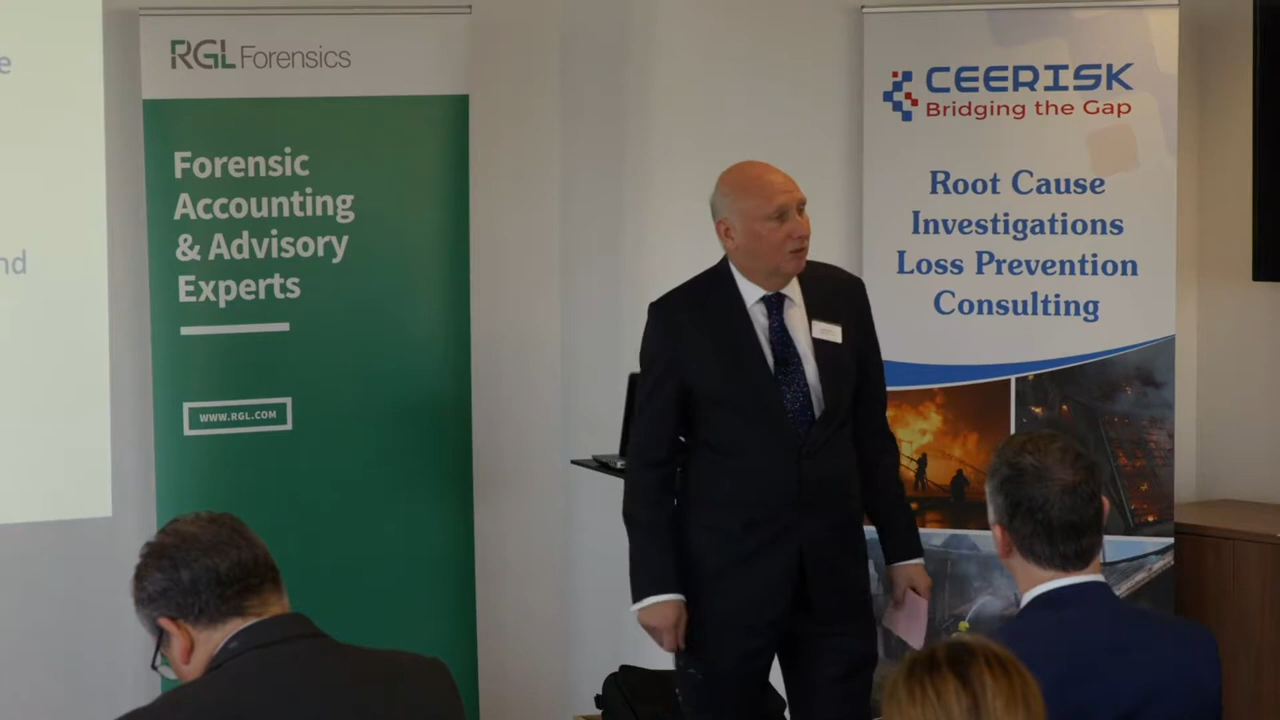 e
nd
RGL Forensics
Forensic
Accounting
& Advisory
Experts
WWW.RGL.COM
CEERISK
Bridging the Gap
Root Cause
Investigations
Loss Prevention
Consulting